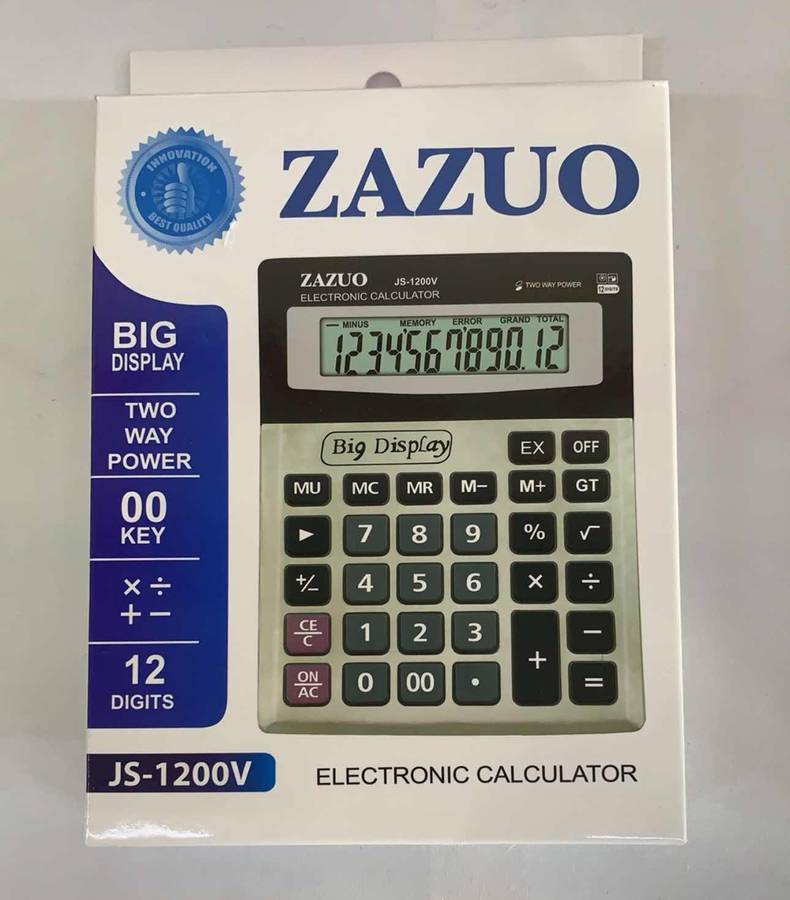 INNOVATION
BEST QUALITY
ZAZUO
ZAZUO JS-1200V TWO WAY POWER
ELECTRONIC CALCULATOR 12 DIGITS
MINUS MEMORY ERROR GRAND TOTAL
1234567890.12
BIG
DISPLAY
TWO
WAY
POWER
00
KEY
× ÷
+ −
12
DIGITS
Big Display EX OFF
MU MC MR M− M+ GT
► 7 8 9 % √
+/− 4 5 6 × ÷
CE/C 1 2 3 + −
ON/AC 0 00 . =
JS-1200V
ELECTRONIC CALCULATOR